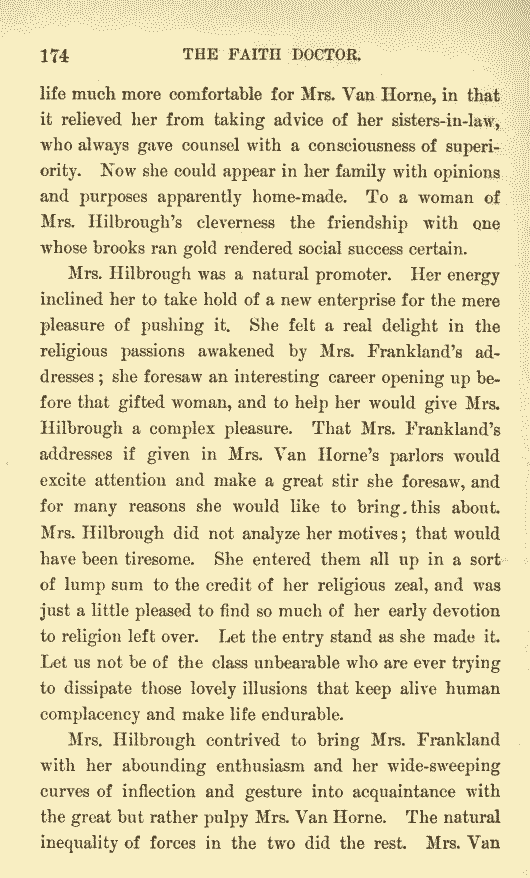 174 THE FAITH DOCTOR.
life much more comfortable for Mrs. Van Horne, in that
it relieved her from taking advice of her sisters-in-law,
who always gave counsel with a consciousness of superi-
ority. Now she could appear in her family with opinions
and purposes apparently home-made. To a woman of
Mrs. Hilbrough's cleverness the friendship with one
whose brooks ran gold rendered social success certain.
Mrs. Hilbrough was a natural promoter. Her energy
inclined her to take hold of a new enterprise for the mere
pleasure of pushing it. She felt a real delight in the
religious passions awakened by Mrs. Frankland's ad-
dresses; she foresaw an interesting career opening up be-
fore that gifted woman, and to help her would give Mrs.
Hilbrough a complex pleasure. That Mrs. Frankland's
addresses if given in Mrs. Van Horne's parlors would
excite attention and make a great stir she foresaw, and
for many reasons she would like to bring this about.
Mrs. Hilbrough did not analyze her motives; that would
have been tiresome. She entered them all up in a sort
of lump sum to the credit of her religious zeal, and was
just a little pleased to find so much of her early devotion
to religion left over. Let the entry stand as she made it.
Let us not be of the class unbearable who are ever trying
to dissipate those lovely illusions that keep alive human
complacency and make life endurable.
Mrs. Hilbrough contrived to bring Mrs. Frankland
with her abounding enthusiasm and her wide-sweeping
curves of inflection and gesture into acquaintance with
the great but rather pulpy Mrs. Van Horne. The natural
inequality of forces in the two did the rest. Mrs. Van